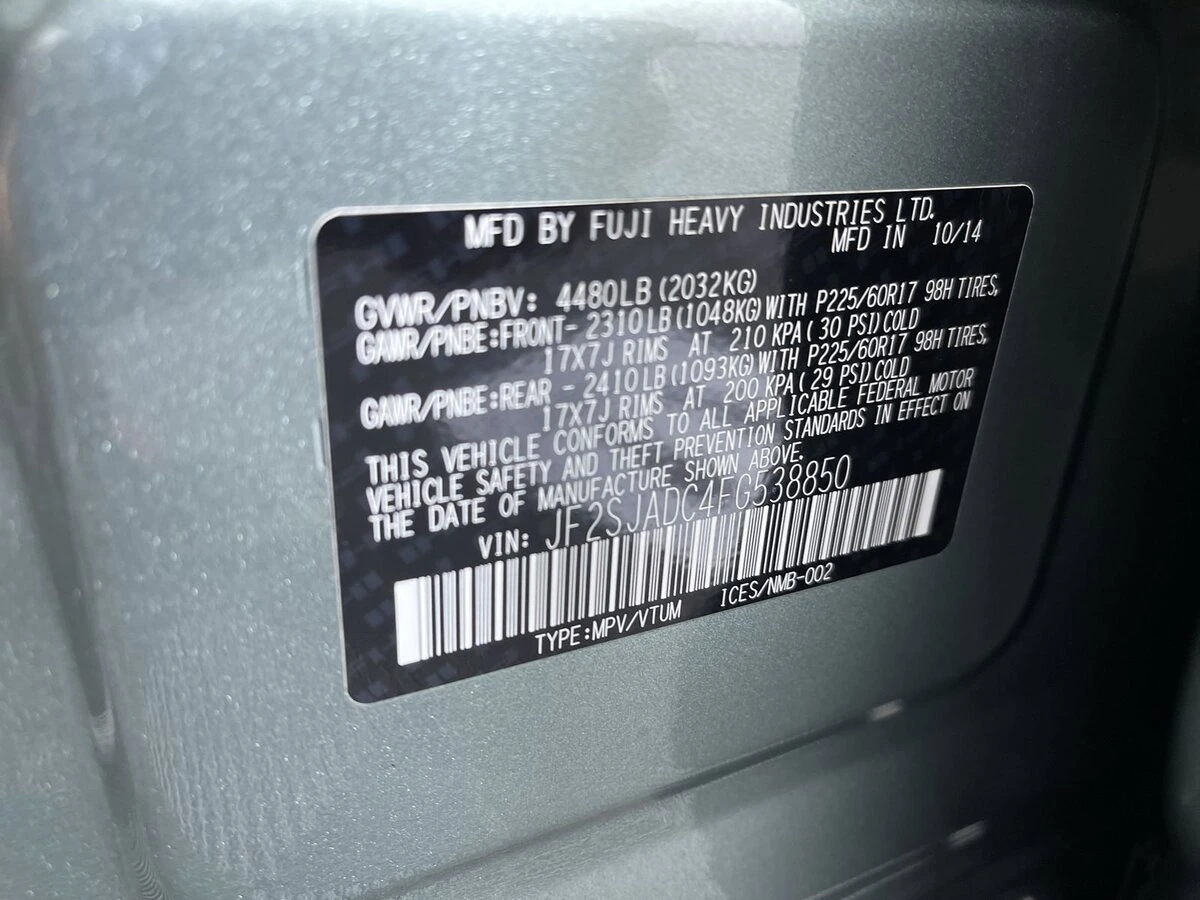 MFD BY FUJI HEAVY INDUSTRIES LTD.
MFD IN 10/14
GVWR/PNBV: 4480LB (2032KG)
GAWR/PNBE:FRONT- 2310LB (1048KG) WITH P225/60R17 98H TIRES,
17X7J RIMS AT 210 KPA ( 30 PSI) COLD
GAWR/PNBE:REAR - 2410LB (1093KG) WITH P225/60R17 98H TIRES,
17X7J RIMS AT 200 KPA ( 29 PSI) COLD
THIS VEHICLE CONFORMS TO ALL APPLICABLE FEDERAL MOTOR
VEHICLE SAFETY AND THEFT PREVENTION STANDARDS IN EFFECT ON
THE DATE OF MANUFACTURE SHOWN ABOVE.
VIN: JF2SJADC4FG538850
TYPE:MPV/VTUM ICES/NMB-002